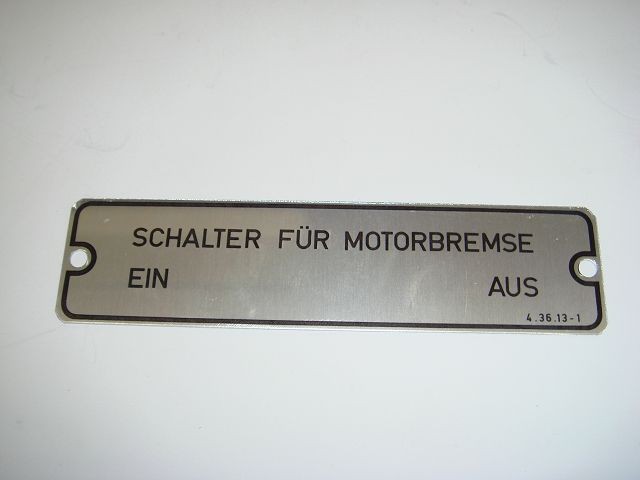 SCHALTER FÜR MOTORBREMSE
EIN AUS
4.36.13-1